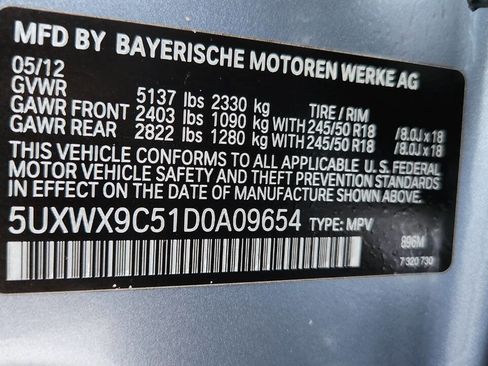 MFD BY BAYERISCHE MOTOREN WERKE AG
05/12
GVWR 5137 lbs 2330 kg TIRE / RIM
GAWR FRONT 2403 lbs 1090 kg WITH 245/50 R18 /8.0J x 18
GAWR REAR 2822 lbs 1280 kg WITH 245/50 R18 /8.0J x 18
THIS VEHICLE CONFORMS TO ALL APPLICABLE U. S. FEDERAL
MOTOR VEHICLE SAFETY AND THEFT PREVENTION STANDARDS
IN EFFECT ON THE DATE OF MANUFACTURE SHOWN ABOVE.
5UXWX9C51D0A09654 TYPE: MPV
896M
7 320 730